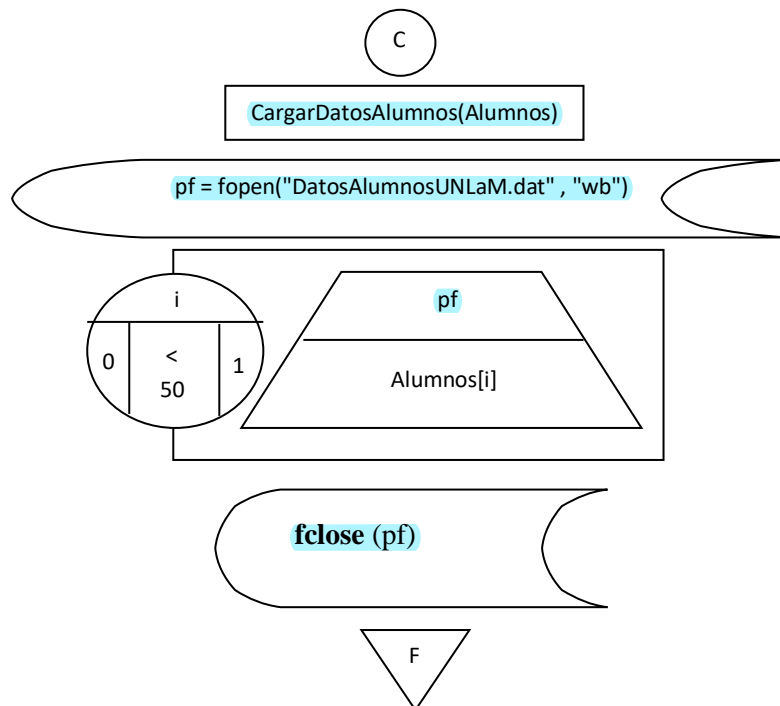 C
CargarDatosAlumnos(Alumnos)
pf = fopen("DatosAlumnosUNLaM.dat" , "wb")
i
0
<
50
1
pf
Alumnos[i]
fclose (pf)
F